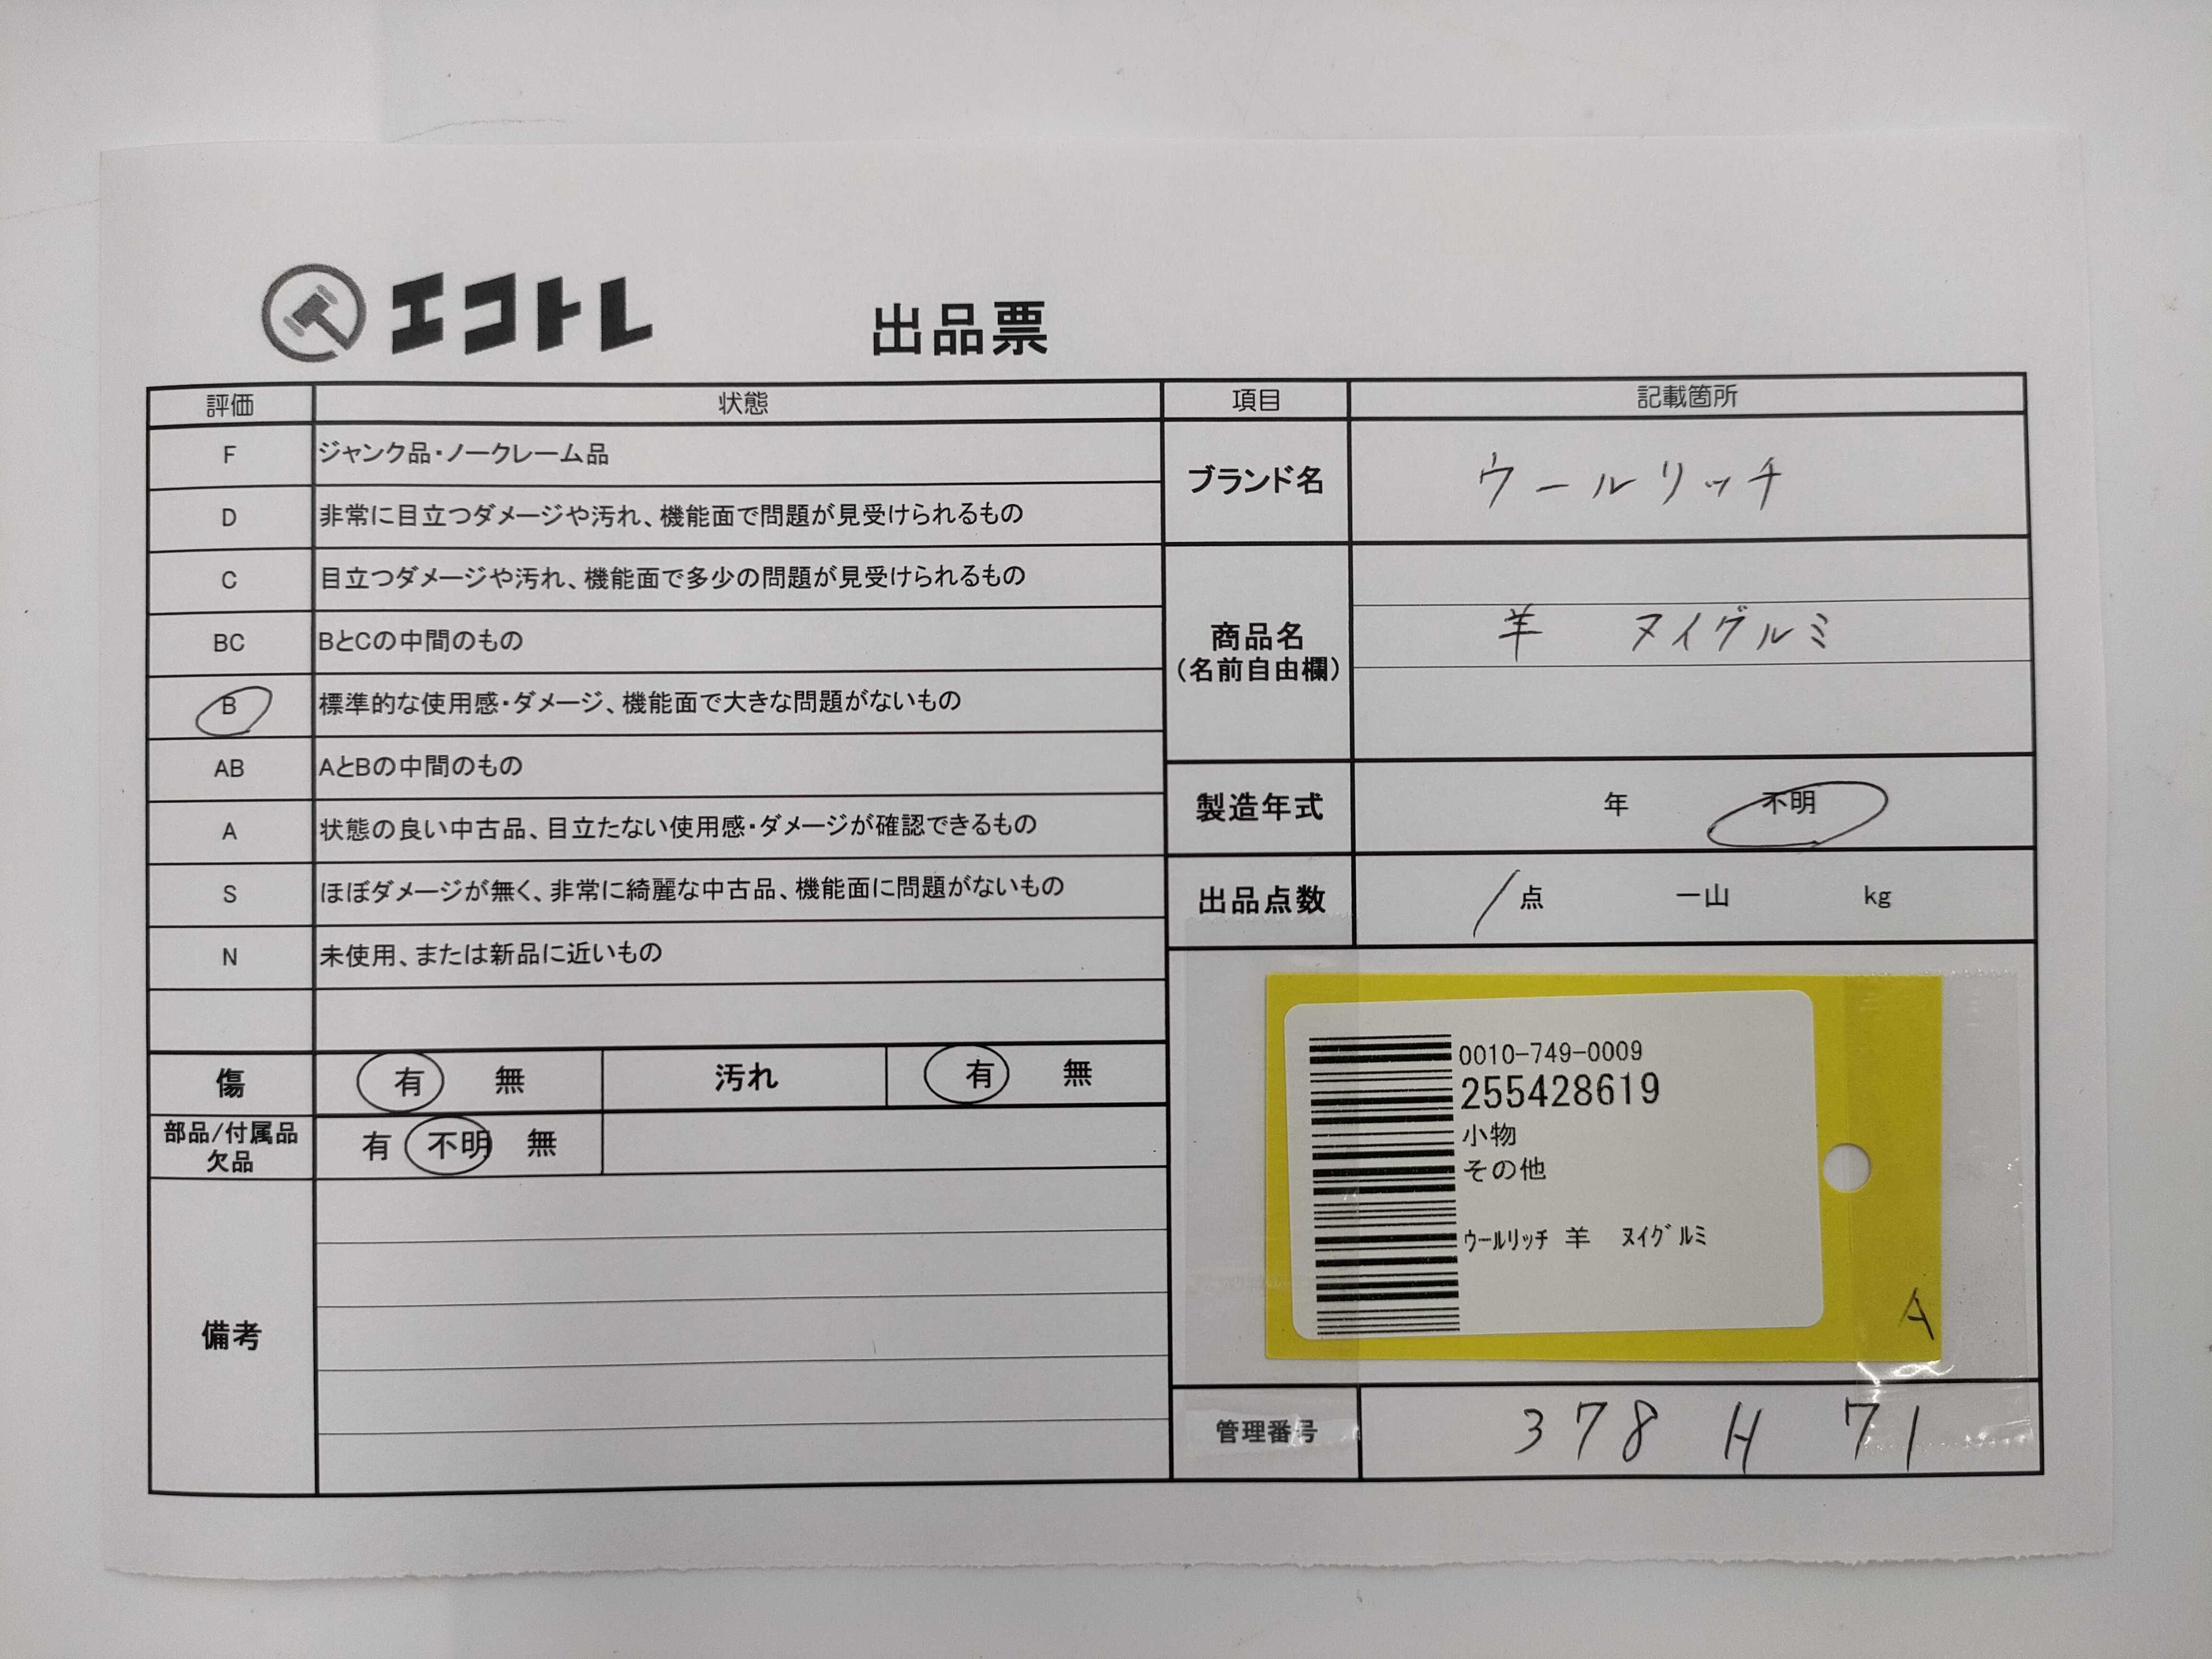 エコトレ
出品票
評価 状態
F ジャンク品・ノークレーム品
D 非常に目立つダメージや汚れ、機能面で問題が見受けられるもの
C 目立つダメージや汚れ、機能面で多少の問題が見受けられるもの
BC BとCの中間のもの
B 標準的な使用感・ダメージ、機能面で大きな問題がないもの
AB AとBの中間のもの
A 状態の良い中古品、目立たない使用感・ダメージが確認できるもの
S ほぼダメージが無く、非常に綺麗な中古品、機能面に問題がないもの
N 未使用、または新品に近いもの
傷 有 無 汚れ 有 無
部品/付属品
欠品 有 不明 無
備考
項目 記載箇所
ブランド名 ウールリッチ
商品名
(名前自由欄) 羊 ヌイグルミ
製造年式 年 不明
出品点数 1点 一山 kg
0010-749-0009
255428619
小物
その他
ｳｰﾙﾘｯﾁ 羊 ﾇｲｸﾞﾙﾐ
A
管理番号 378 H 71